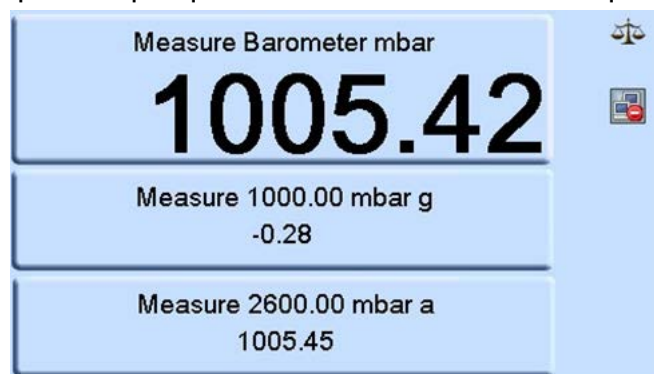 Measure Barometer mbar
1005.42
Measure 1000.00 mbar g
-0.28
Measure 2600.00 mbar a
1005.45